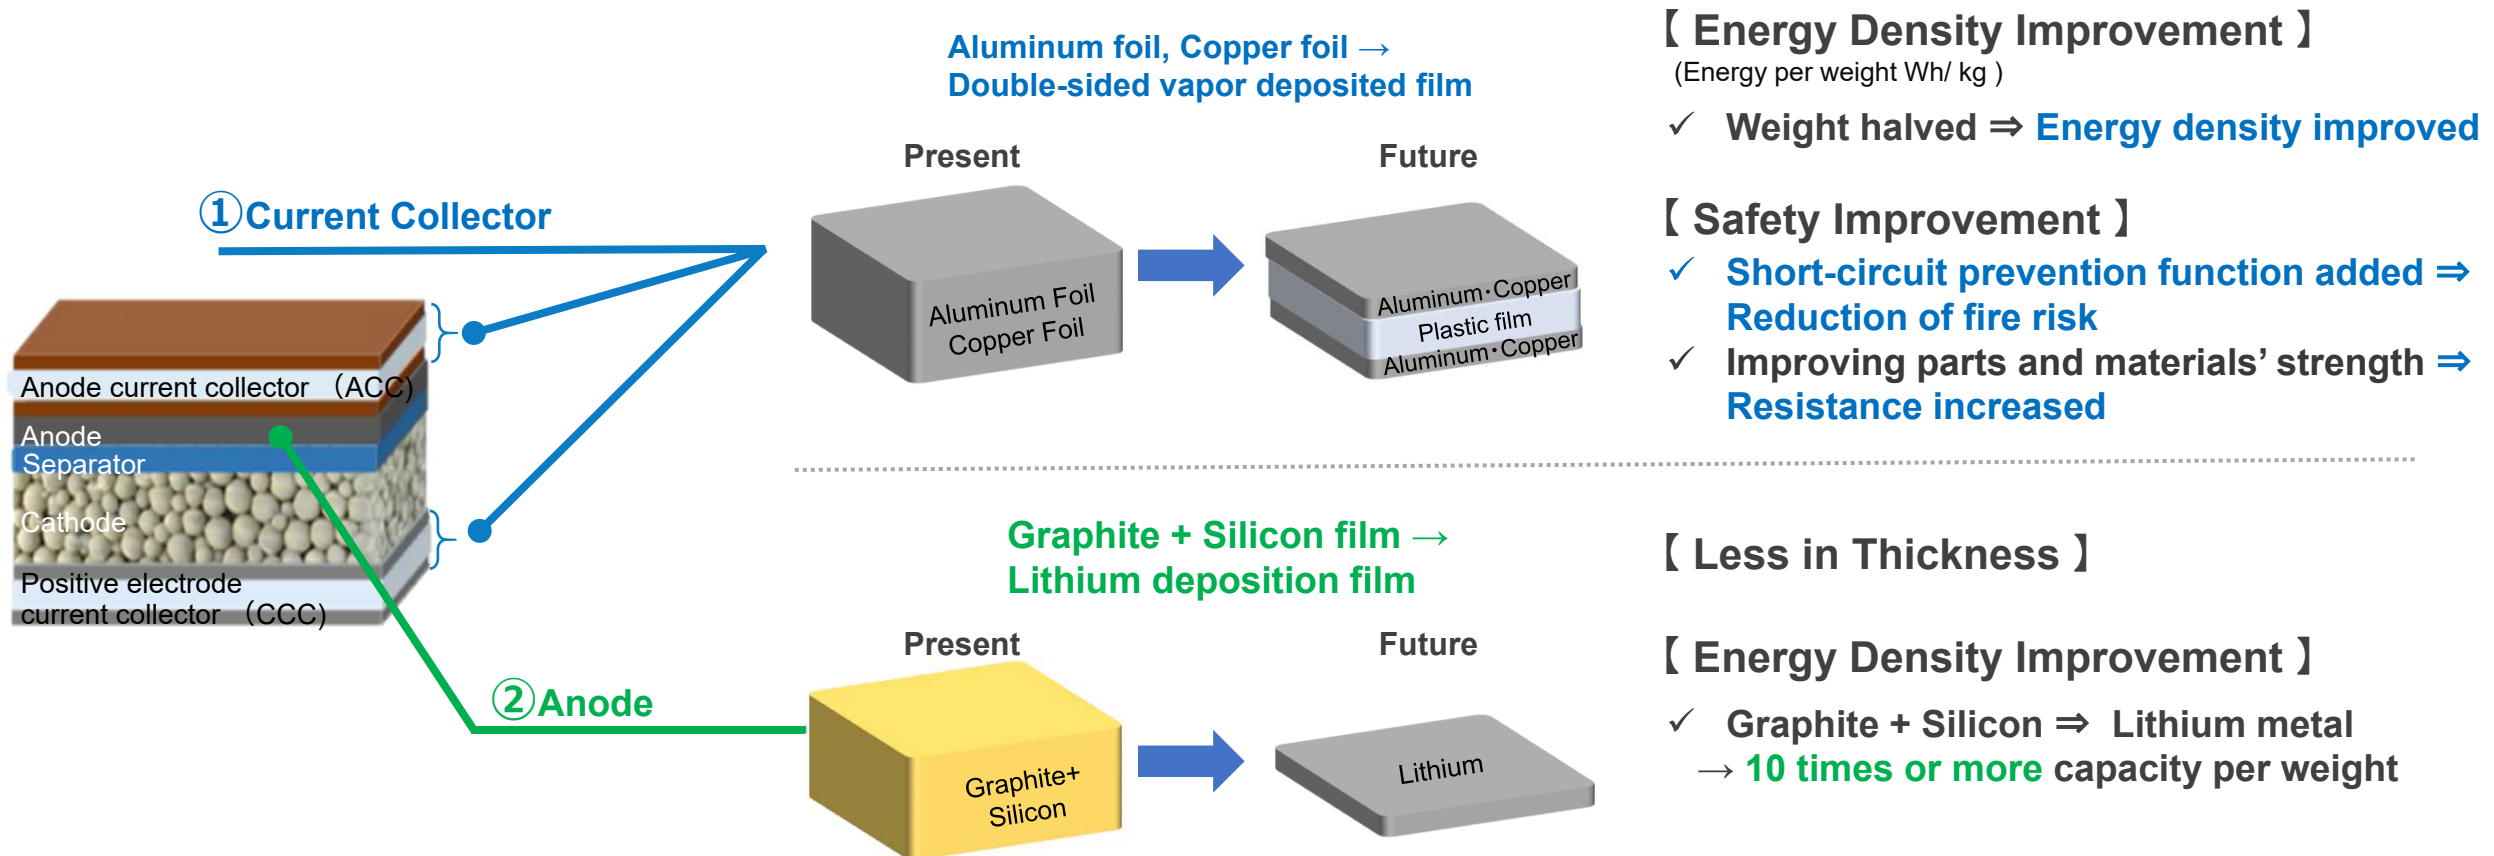 Aluminum foil, Copper foil →
Double-sided vapor deposited film
Present
Future
①Current Collector
Aluminum Foil
Copper Foil
Aluminum・Copper
Plastic film
Aluminum・Copper
Anode current collector （ACC)
Anode
Separator
Cathode
Positive electrode
current collector （CCC)
【 Energy Density Improvement 】
(Energy per weight Wh/ kg )
✓ Weight halved ⇒ Energy density improved
【 Safety Improvement 】
✓ Short-circuit prevention function added ⇒
Reduction of fire risk
✓ Improving parts and materials’ strength ⇒
Resistance increased
Graphite + Silicon film →
Lithium deposition film
Present
Future
②Anode
Graphite+
Silicon
Lithium
【 Less in Thickness 】
【 Energy Density Improvement 】
✓ Graphite + Silicon ⇒ Lithium metal
→ 10 times or more capacity per weight